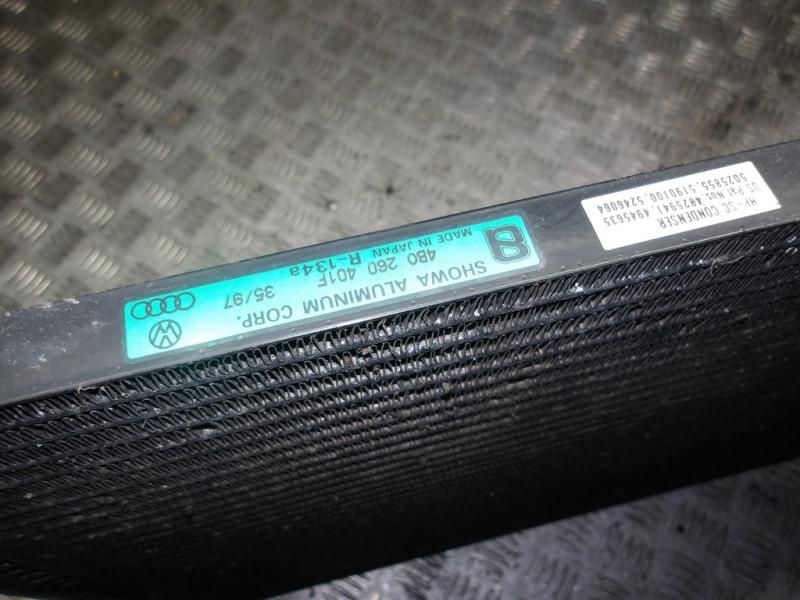 SHOWA ALUMINUM CORP.
4B0 260 401F 35/97
MADE IN JAPAN R-134a
HP-SC CONDENSER
US Pat Nos 4825941,4945635
5025855,5190100,5246064